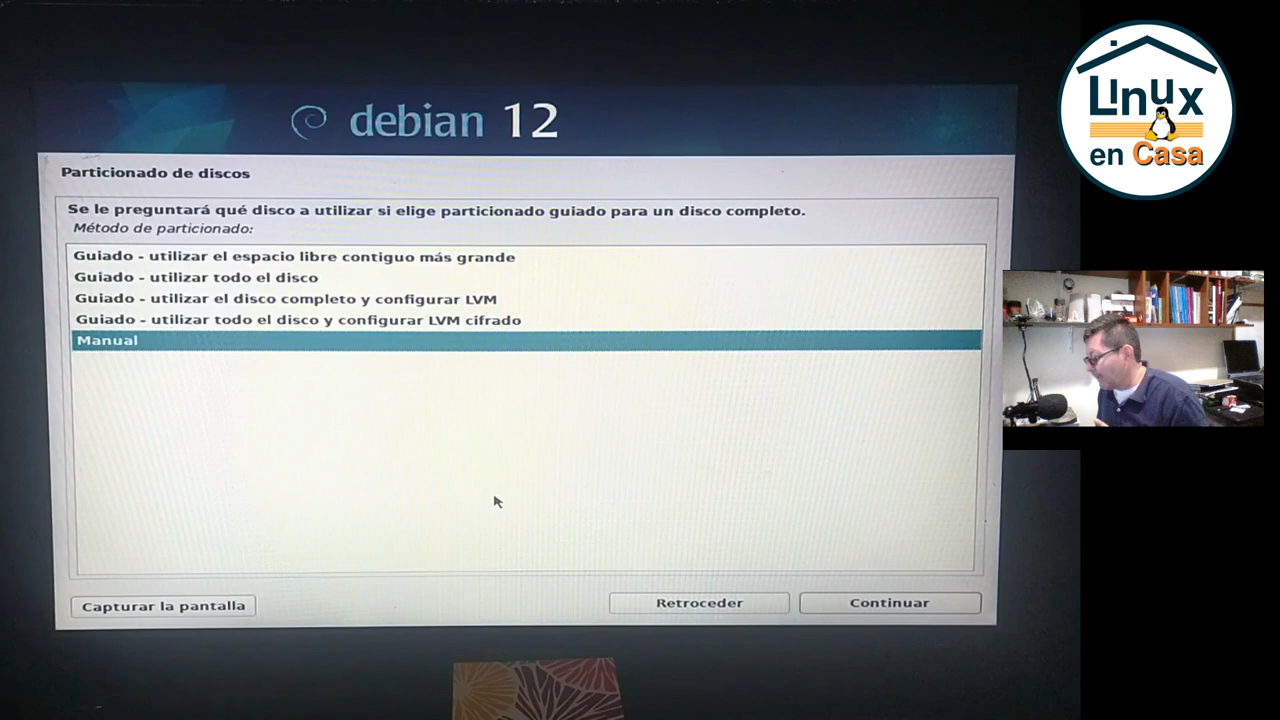 debian 12
Particionado de discos
Se le preguntará qué disco a utilizar si elige particionado guiado para un disco completo.
Método de particionado:
Guiado - utilizar el espacio libre contiguo más grande
Guiado - utilizar todo el disco
Guiado - utilizar el disco completo y configurar LVM
Guiado - utilizar todo el disco y configurar LVM cifrado
Manual
Capturar la pantalla
Retroceder
Continuar
Linux
en Casa